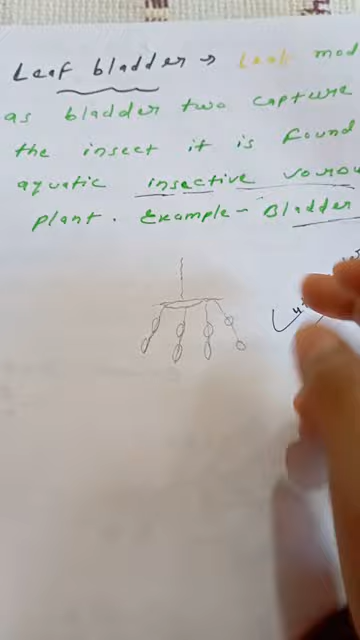 Leaf bladder → Leaf mod
as bladder two capture
the insect it is found
aquatic insective vorou
plant. Example - Bladder